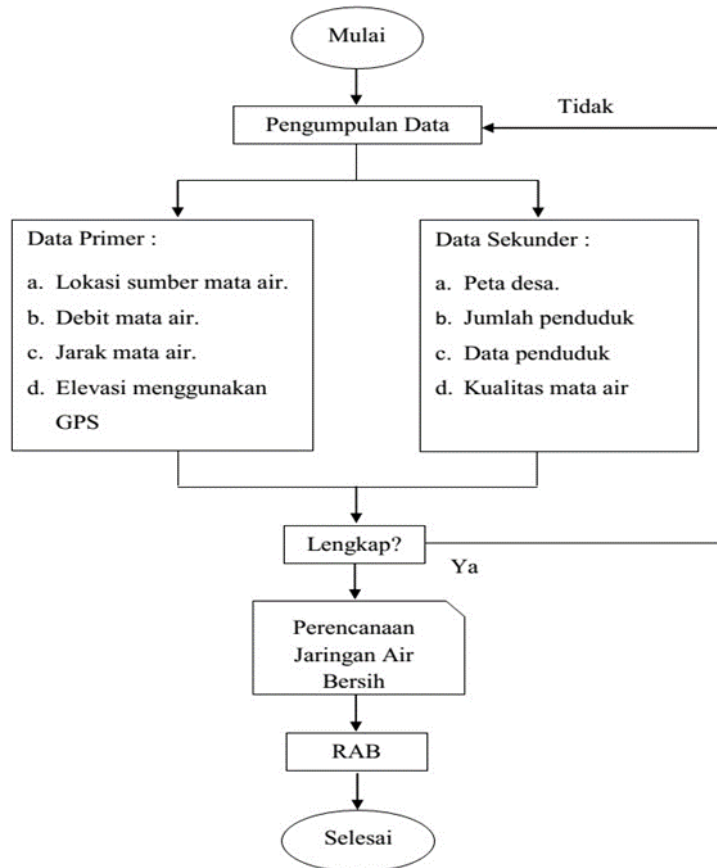 Mulai
Tidak
Pengumpulan Data
Data Primer :
a. Lokasi sumber mata air.
b. Debit mata air.
c. Jarak mata air.
d. Elevasi menggunakan
GPS
Data Sekunder :
a. Peta desa.
b. Jumlah penduduk
c. Data penduduk
d. Kualitas mata air
Lengkap?
Ya
Perencanaan
Jaringan Air
Bersih
RAB
Selesai